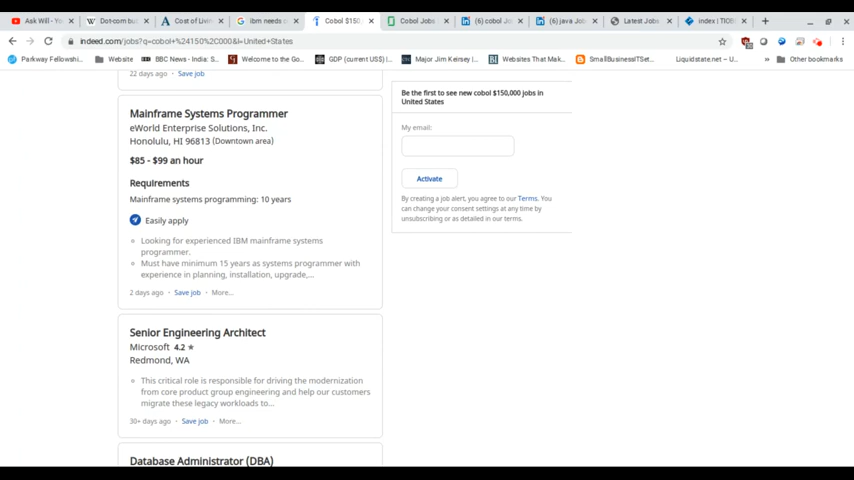 Ask Will - Yo
Dot-com bu
Cost of Livin
ibm needs c
Cobol $150,
Cobol Jobs
(6) cobol Jo
(6) java Job
Latest Jobs
index | TIOB
indeed.com/jobs?q=cobol+%24150%2C000&l=United+States
Parkway Fellowshi...
Website
BBC News - India: S...
Welcome to the Go...
GDP (current US$) |...
Major Jim Keisey |...
Websites That Mak...
SmallBusinessITSet...
Liquidstate.net – U...
Other bookmarks
22 days ago · Save job
Mainframe Systems Programmer
eWorld Enterprise Solutions, Inc.
Honolulu, HI 96813 (Downtown area)
$85 - $99 an hour
Requirements
Mainframe systems programming: 10 years
Easily apply
Looking for experienced IBM mainframe systems
programmer.
Must have minimum 15 years as systems programmer with
experience in planning, installation, upgrade,...
2 days ago · Save job · More...
Senior Engineering Architect
Microsoft 4.2 ★
Redmond, WA
This critical role is responsible for driving the modernization
from core product group engineering and help our customers
migrate these legacy workloads to...
30+ days ago · Save job · More...
Database Administrator (DBA)
Be the first to see new cobol $150,000 jobs in
United States
My email:
Activate
By creating a job alert, you agree to our Terms. You
can change your consent settings at any time by
unsubscribing or as detailed in our terms.